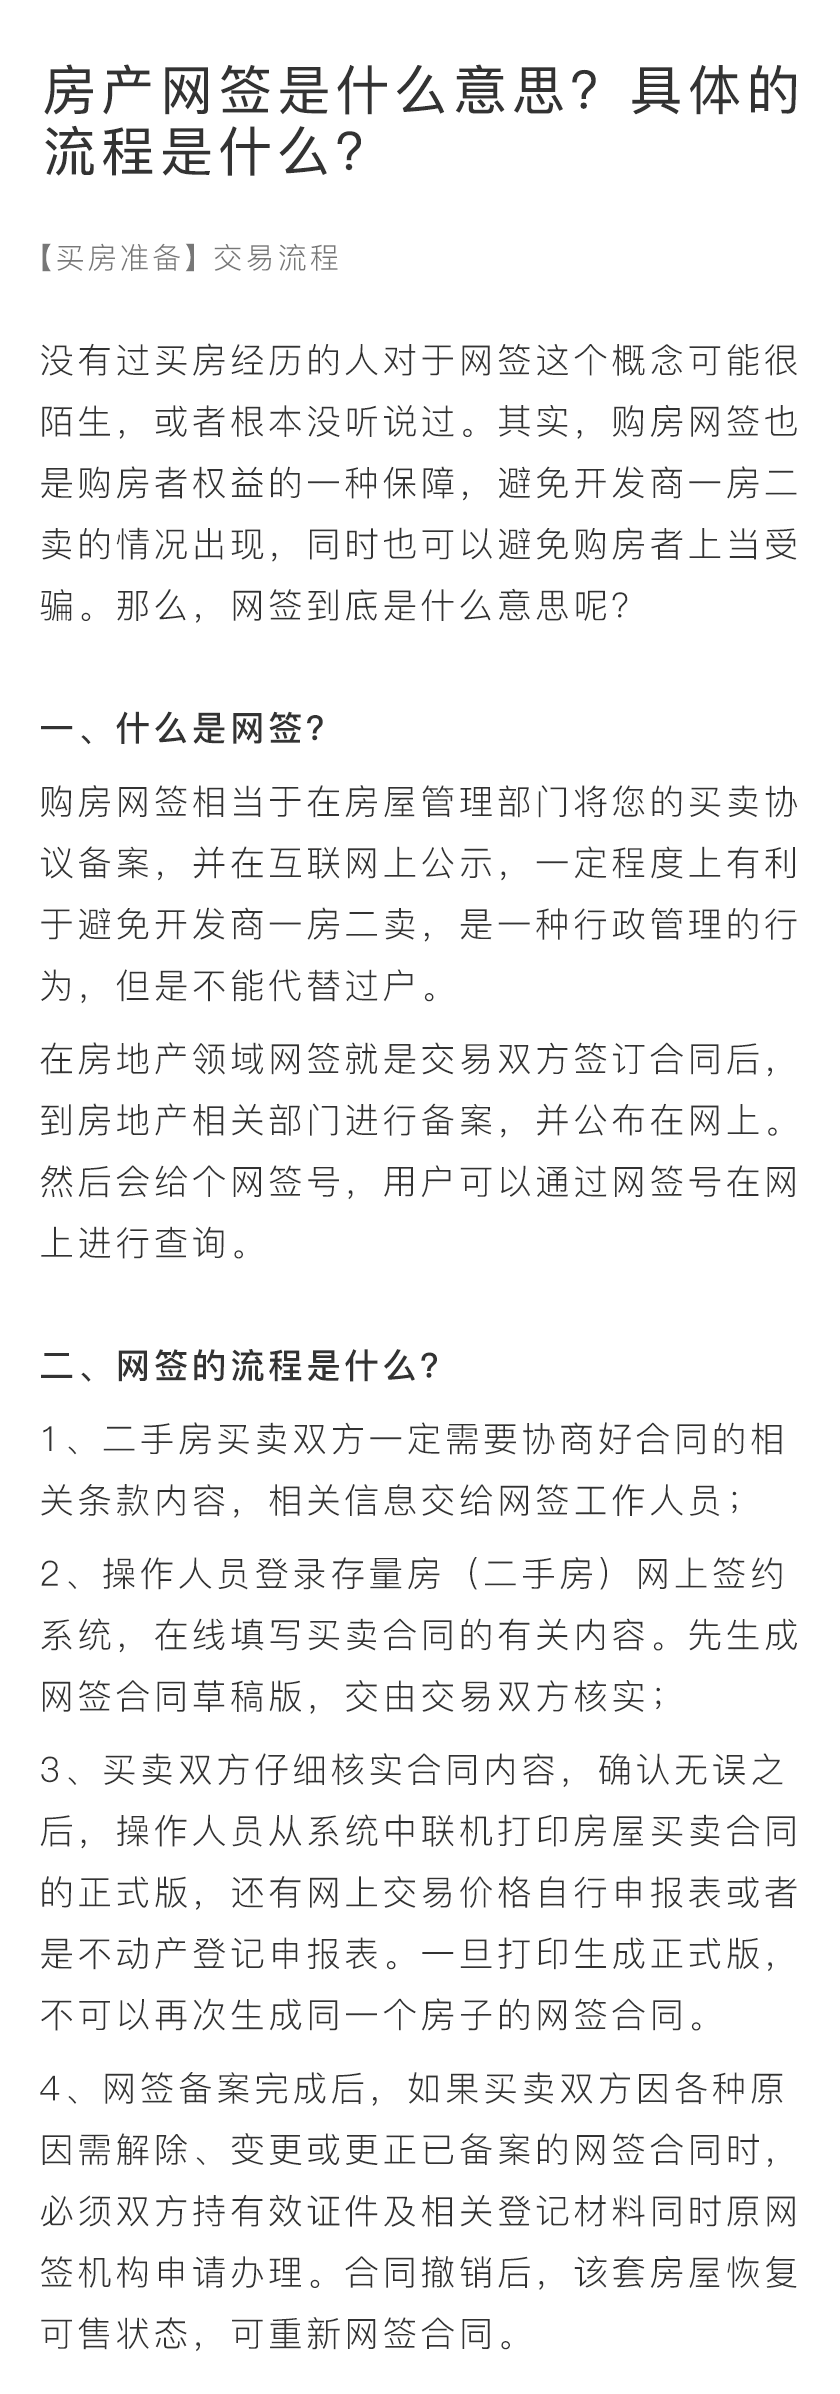 房产网签是什么意思？具体的
流程是什么？
【买房准备】交易流程
没有过买房经历的人对于网签这个概念可能很
陌生，或者根本没听说过。其实，购房网签也
是购房者权益的一种保障，避免开发商一房二
卖的情况出现，同时也可以避免购房者上当受
骗。那么，网签到底是什么意思呢？
一、什么是网签?
购房网签相当于在房屋管理部门将您的买卖协
议备案，并在互联网上公示，一定程度上有利
于避免开发商一房二卖，是一种行政管理的行
为，但是不能代替过户。
在房地产领域网签就是交易双方签订合同后，
到房地产相关部门进行备案，并公布在网上。
然后会给个网签号，用户可以通过网签号在网
上进行查询。
二、网签的流程是什么?
1、二手房买卖双方一定需要协商好合同的相
关条款内容，相关信息交给网签工作人员；
2、操作人员登录存量房（二手房）网上签约
系统，在线填写买卖合同的有关内容。先生成
网签合同草稿版，交由交易双方核实；
3、买卖双方仔细核实合同内容，确认无误之
后，操作人员从系统中联机打印房屋买卖合同
的正式版，还有网上交易价格自行申报表或者
是不动产登记申报表。一旦打印生成正式版，
不可以再次生成同一个房子的网签合同。
4、网签备案完成后，如果买卖双方因各种原
因需解除、变更或更正已备案的网签合同时，
必须双方持有效证件及相关登记材料同时原网
签机构申请办理。合同撤销后，该套房屋恢复
可售状态，可重新网签合同。